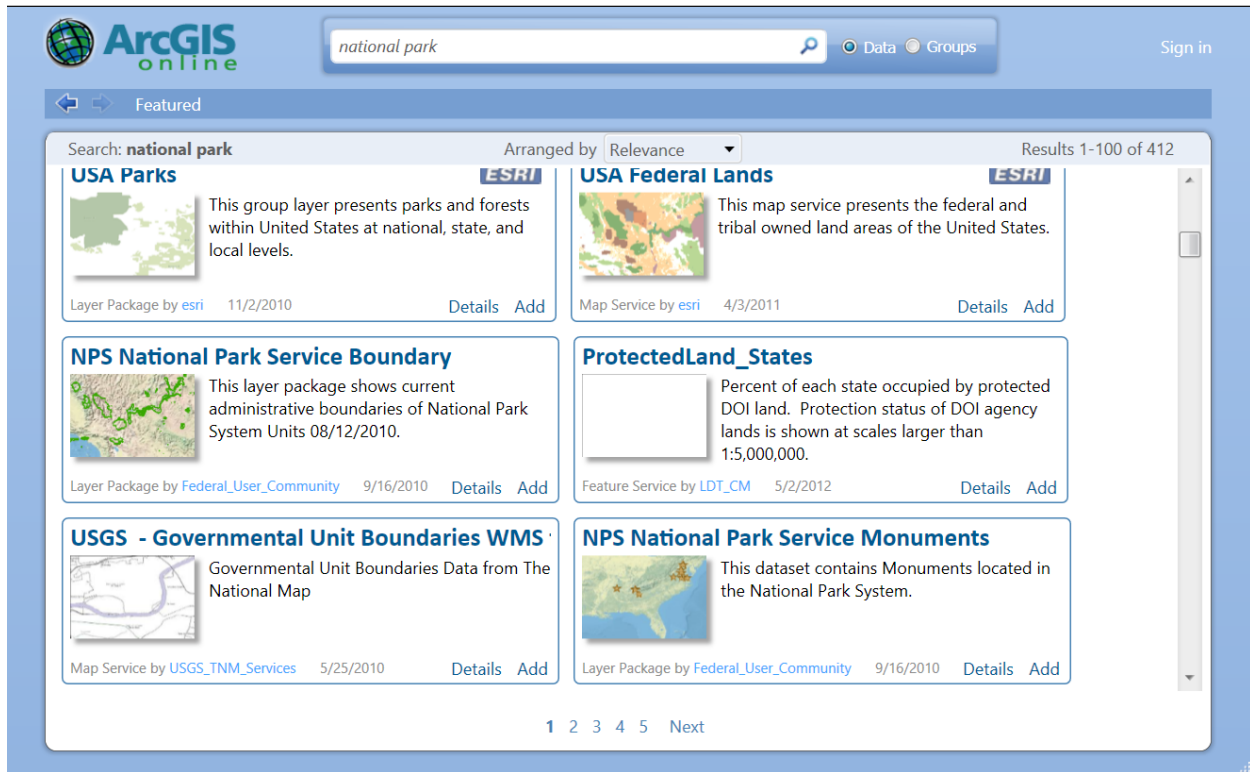 ArcGIS
online
national park
Data
Groups
Sign in
Featured
Search: national park
Arranged by Relevance
Results 1-100 of 412
USA Parks
ESRI
This group layer presents parks and forests
within United States at national, state, and
local levels.
Layer Package by esri 11/2/2010 Details Add
USA Federal Lands
ESRI
This map service presents the federal and
tribal owned land areas of the United States.
Map Service by esri 4/3/2011 Details Add
NPS National Park Service Boundary
This layer package shows current
administrative boundaries of National Park
System Units 08/12/2010.
Layer Package by Federal_User_Community 9/16/2010 Details Add
ProtectedLand_States
Percent of each state occupied by protected
DOI land. Protection status of DOI agency
lands is shown at scales larger than
1:5,000,000.
Feature Service by LDT_CM 5/2/2012 Details Add
USGS - Governmental Unit Boundaries WMS
Governmental Unit Boundaries Data from The
National Map
Map Service by USGS_TNM_Services 5/25/2010 Details Add
NPS National Park Service Monuments
This dataset contains Monuments located in
the National Park System.
Layer Package by Federal_User_Community 9/16/2010 Details Add
1 2 3 4 5 Next